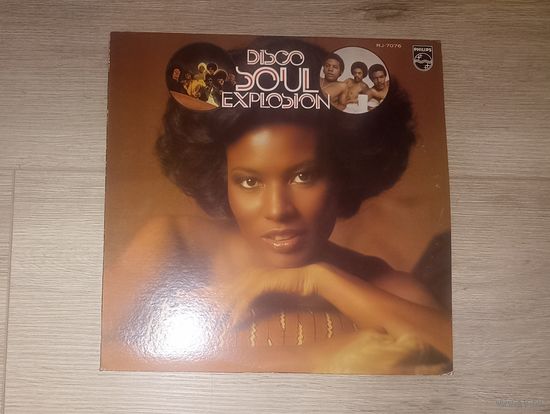 DISCO
SOUL
EXPLOSION
RJ-7076
PHILIPS